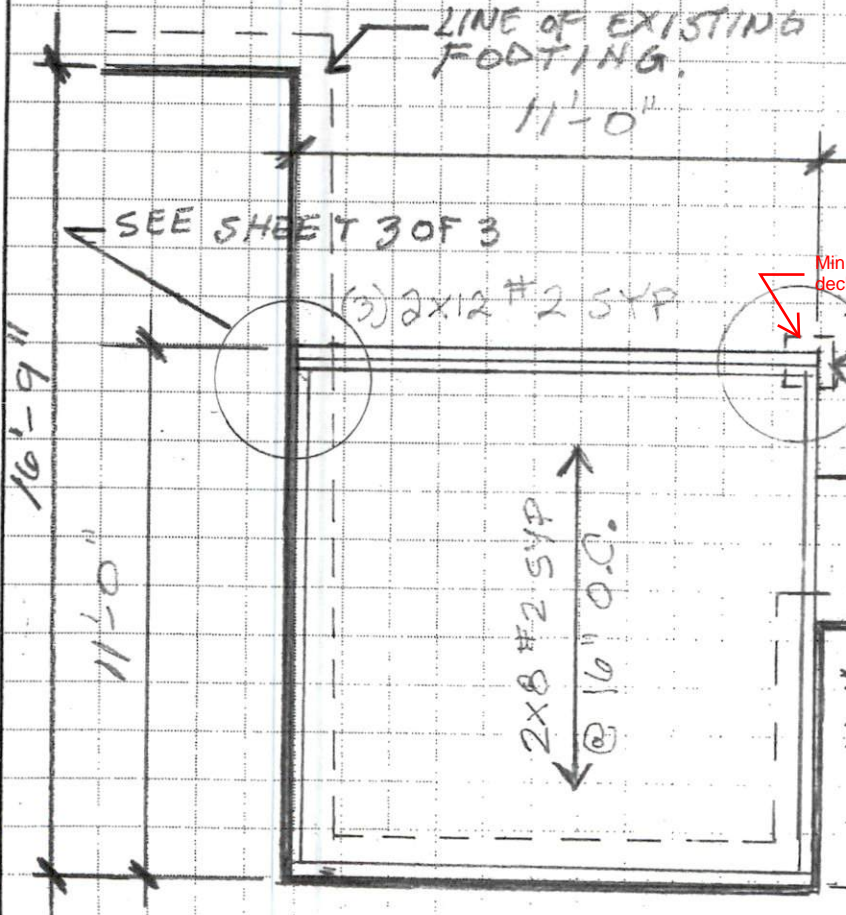 LINE OF EXISTING
FOOTING.
11'-0"
SEE SHEET 3 OF 3
(3) 2x12 #2 SYP
Min
dec
16'-9"
11'-0"
2x8 #2 SYP
@ 16" O.C.